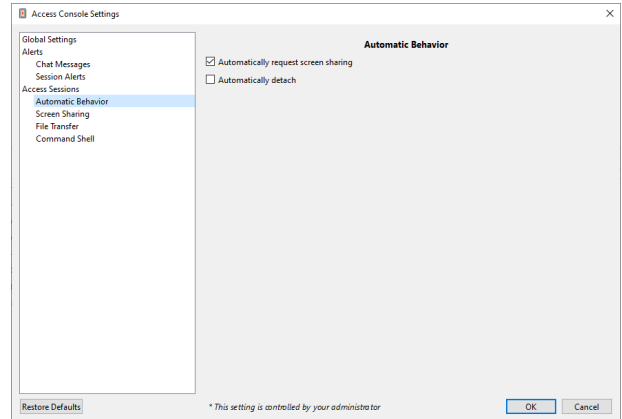 Access Console Settings
Global Settings
Alerts
Chat Messages
Session Alerts
Access Sessions
Automatic Behavior
Screen Sharing
File Transfer
Command Shell
Automatic Behavior
Automatically request screen sharing
Automatically detach
Restore Defaults
* This setting is controlled by your administrator
OK
Cancel